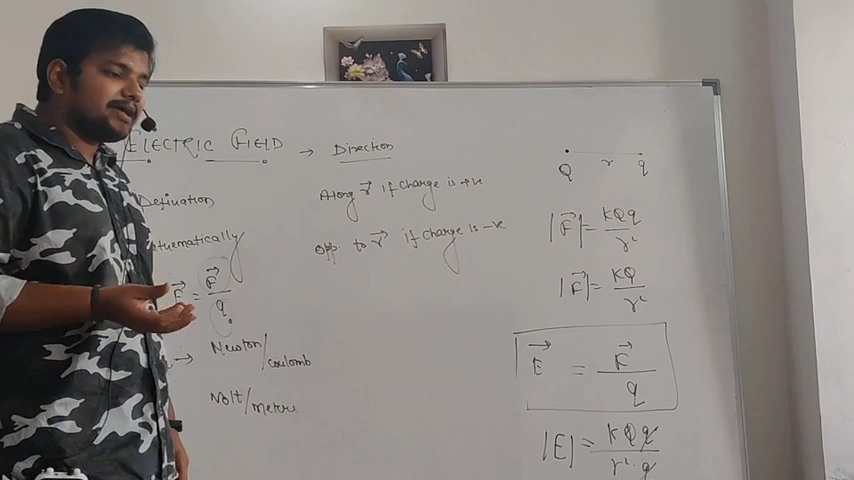 ELECTRIC FIELD → Direction
Defination
Along r⃗ if charge is +ve
opp. to r⃗ if charge is -ve
F⃗
= —
q₀
→ Newton/coulomb
Volt/metre
Q r q
|F⃗| = KQq / r²
|F⃗| = KQ / r²
E⃗ = F⃗ / q
|E| = KQq / r².q